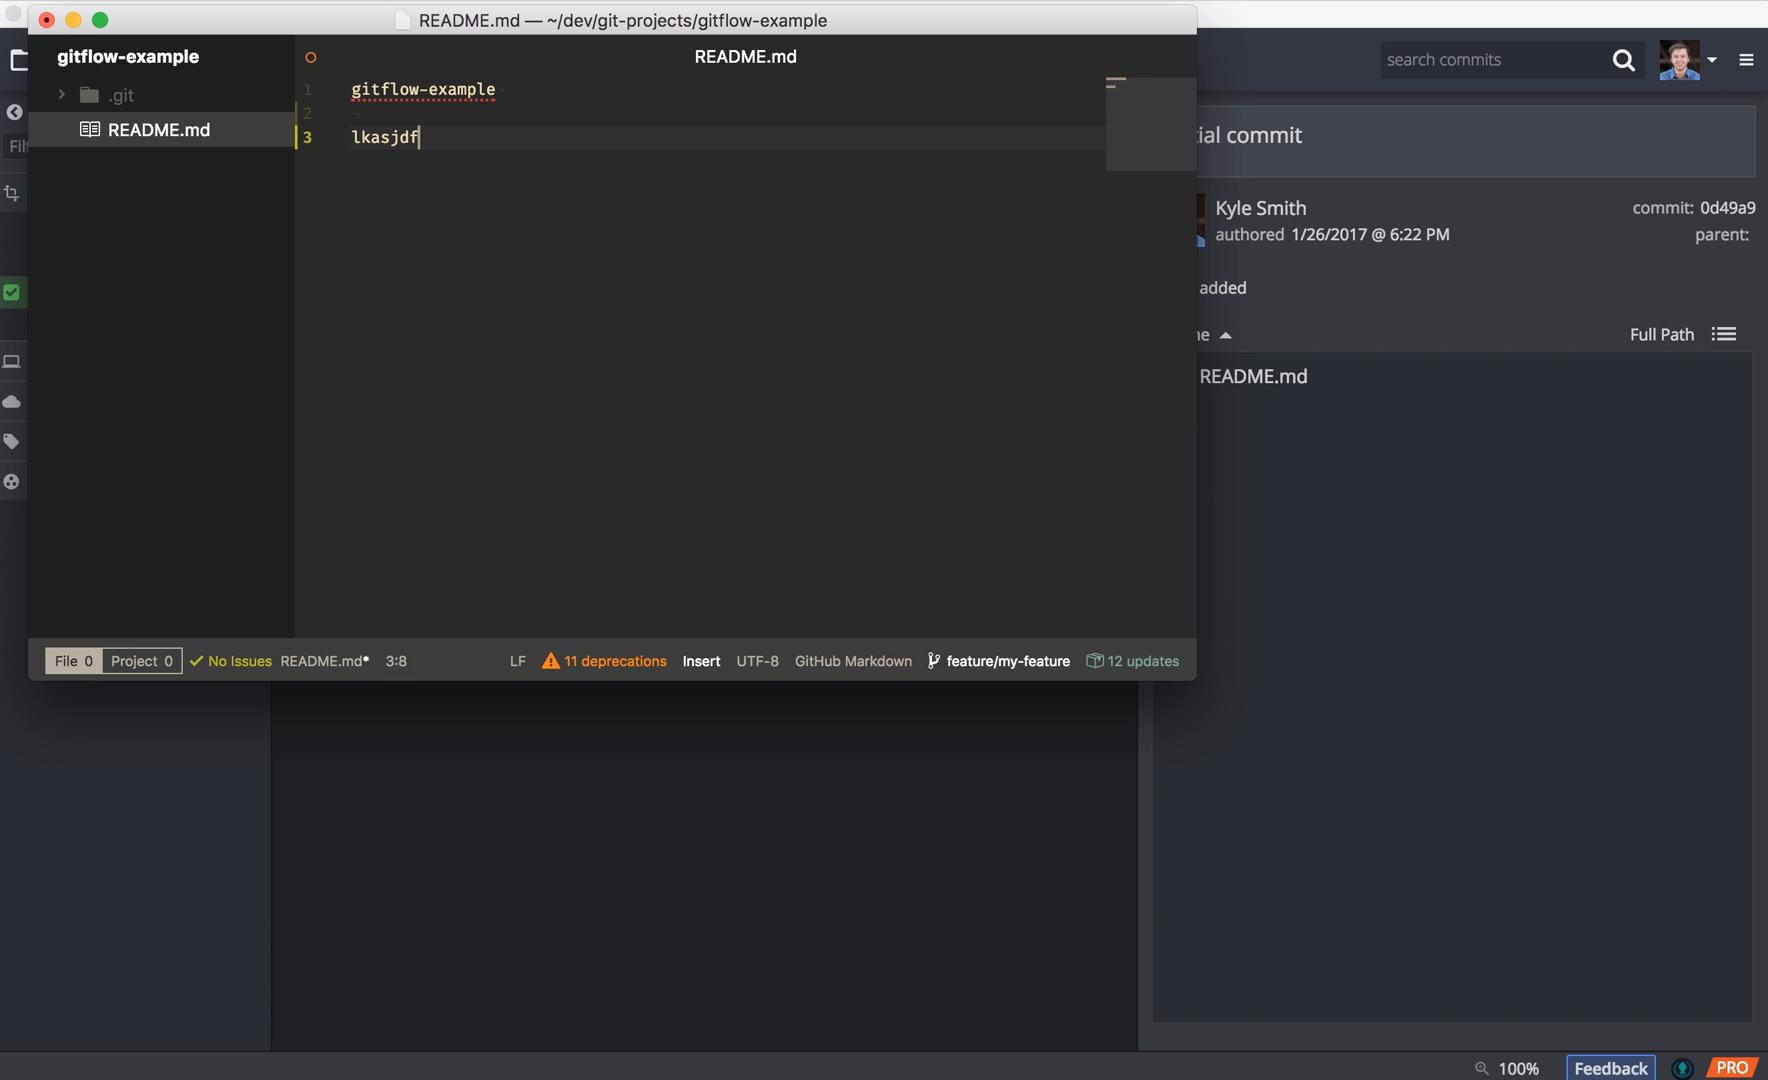 README.md — ~/dev/git-projects/gitflow-example
gitflow-example
README.md
search commits
.git
README.md
1 gitflow-example
2
3 lkasjdf
commit
Kyle Smith
commit: 0d49a9
authored 1/26/2017 @ 6:22 PM
parent:
added
Full Path
README.md
File 0 Project 0 No Issues README.md* 3:8 LF 11 deprecations Insert UTF-8 GitHub Markdown feature/my-feature 12 updates
100% Feedback PRO